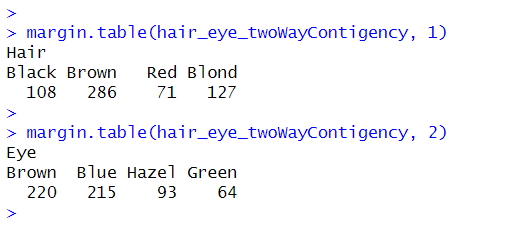 >
> margin.table(hair_eye_twoWayContigency, 1)
Hair
Black Brown   Red Blond
  108   286    71   127
>
> margin.table(hair_eye_twoWayContigency, 2)
Eye
Brown  Blue Hazel Green
  220   215    93    64
>